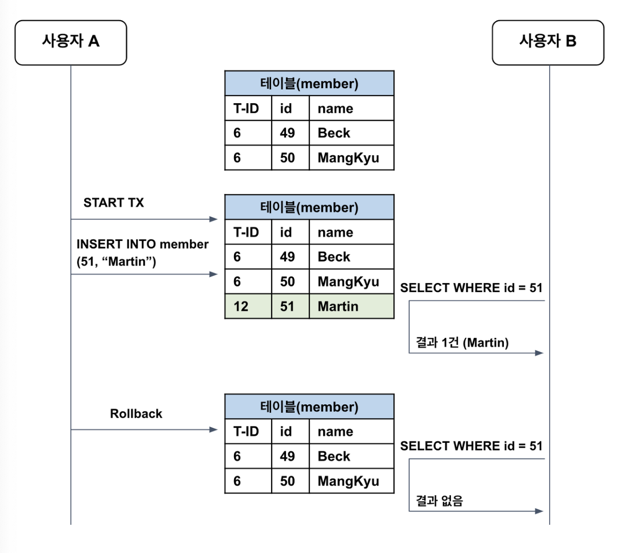 사용자 A
사용자 B
테이블(member)
T-ID id name
6 49 Beck
6 50 MangKyu
START TX
테이블(member)
T-ID id name
INSERT INTO member
(51, “Martin”)
6 49 Beck
6 50 MangKyu
12 51 Martin
SELECT WHERE id = 51
결과 1건 (Martin)
Rollback
테이블(member)
T-ID id name
6 49 Beck
6 50 MangKyu
SELECT WHERE id = 51
결과 없음